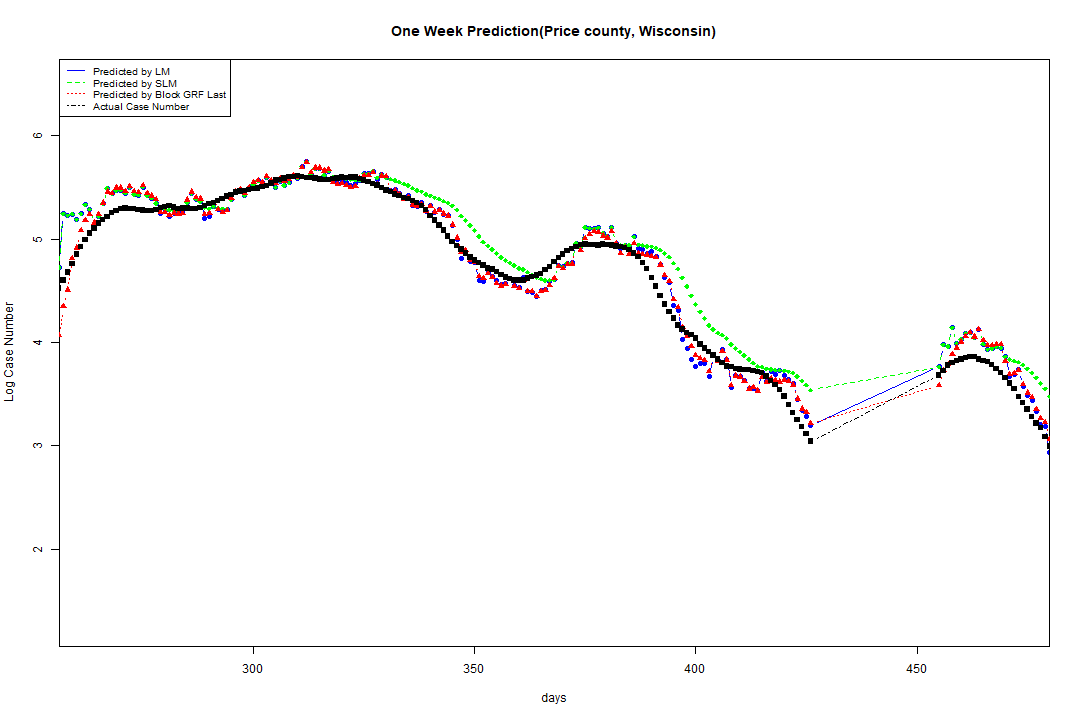 One Week Prediction(Price county, Wisconsin)
Predicted by LM
Predicted by SLM
Predicted by Block GRF Last
Actual Case Number
6
5
4
3
2
Log Case Number
300
350
400
450
days